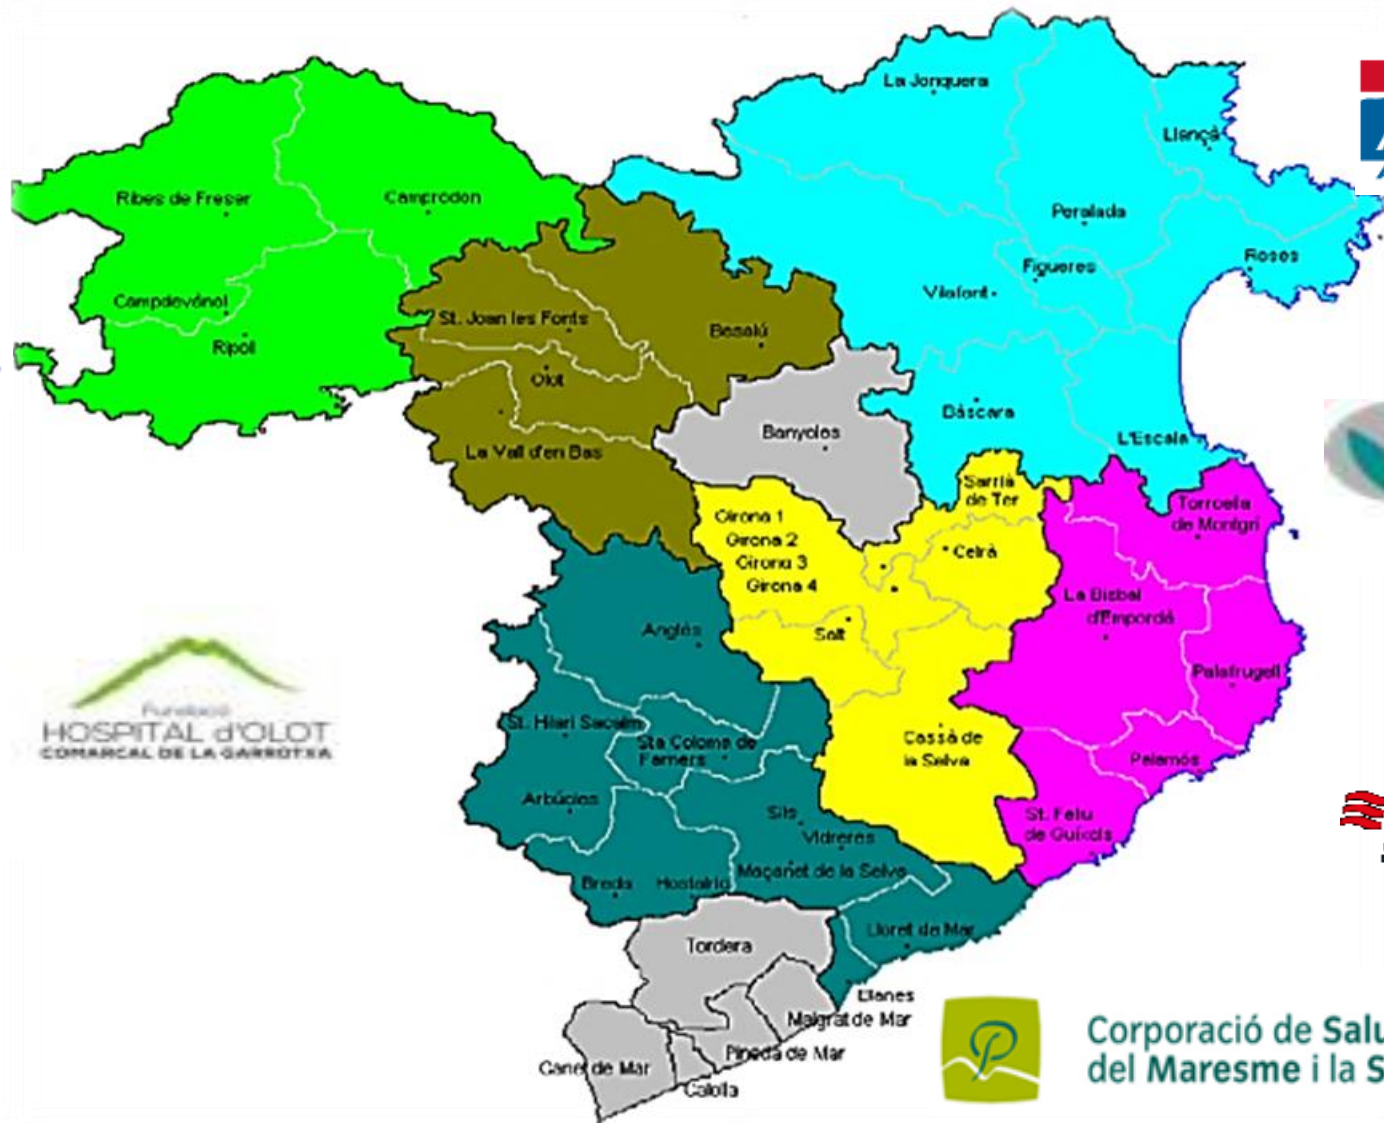 La Jonquera
Llançà
Ribes de Freser
Camprodon
Peralada
Roses
Figueres
Vilafant
Campdevànol
St. Joan les Fonts
Besalú
Ripoll
Olot
Bàscara
Banyoles
L'Escala
La Vall d'en Bas
Sarrià
de Ter
Torroella
de Montgrí
Girona 1
Girona 2
Girona 3
Girona 4
Celrà
La Bisbal
d'Empordà
Anglès
Salt
Palafrugell
St. Hilari Sacalm
Sta Coloma de
Farners
Cassà de
la Selva
Palamós
Fundació
HOSPITAL d'OLOT
COMARCAL DE LA GARROTXA
Arbúcies
Sils
Vidreres
St. Feliu
de Guíxols
Maçanet de la Selva
Breda
Hostalric
Lloret de Mar
Tordera
Blanes
Malgrat de Mar
Pineda de Mar
Canet de Mar
Calella
Corporació de Salu
del Maresme i la S